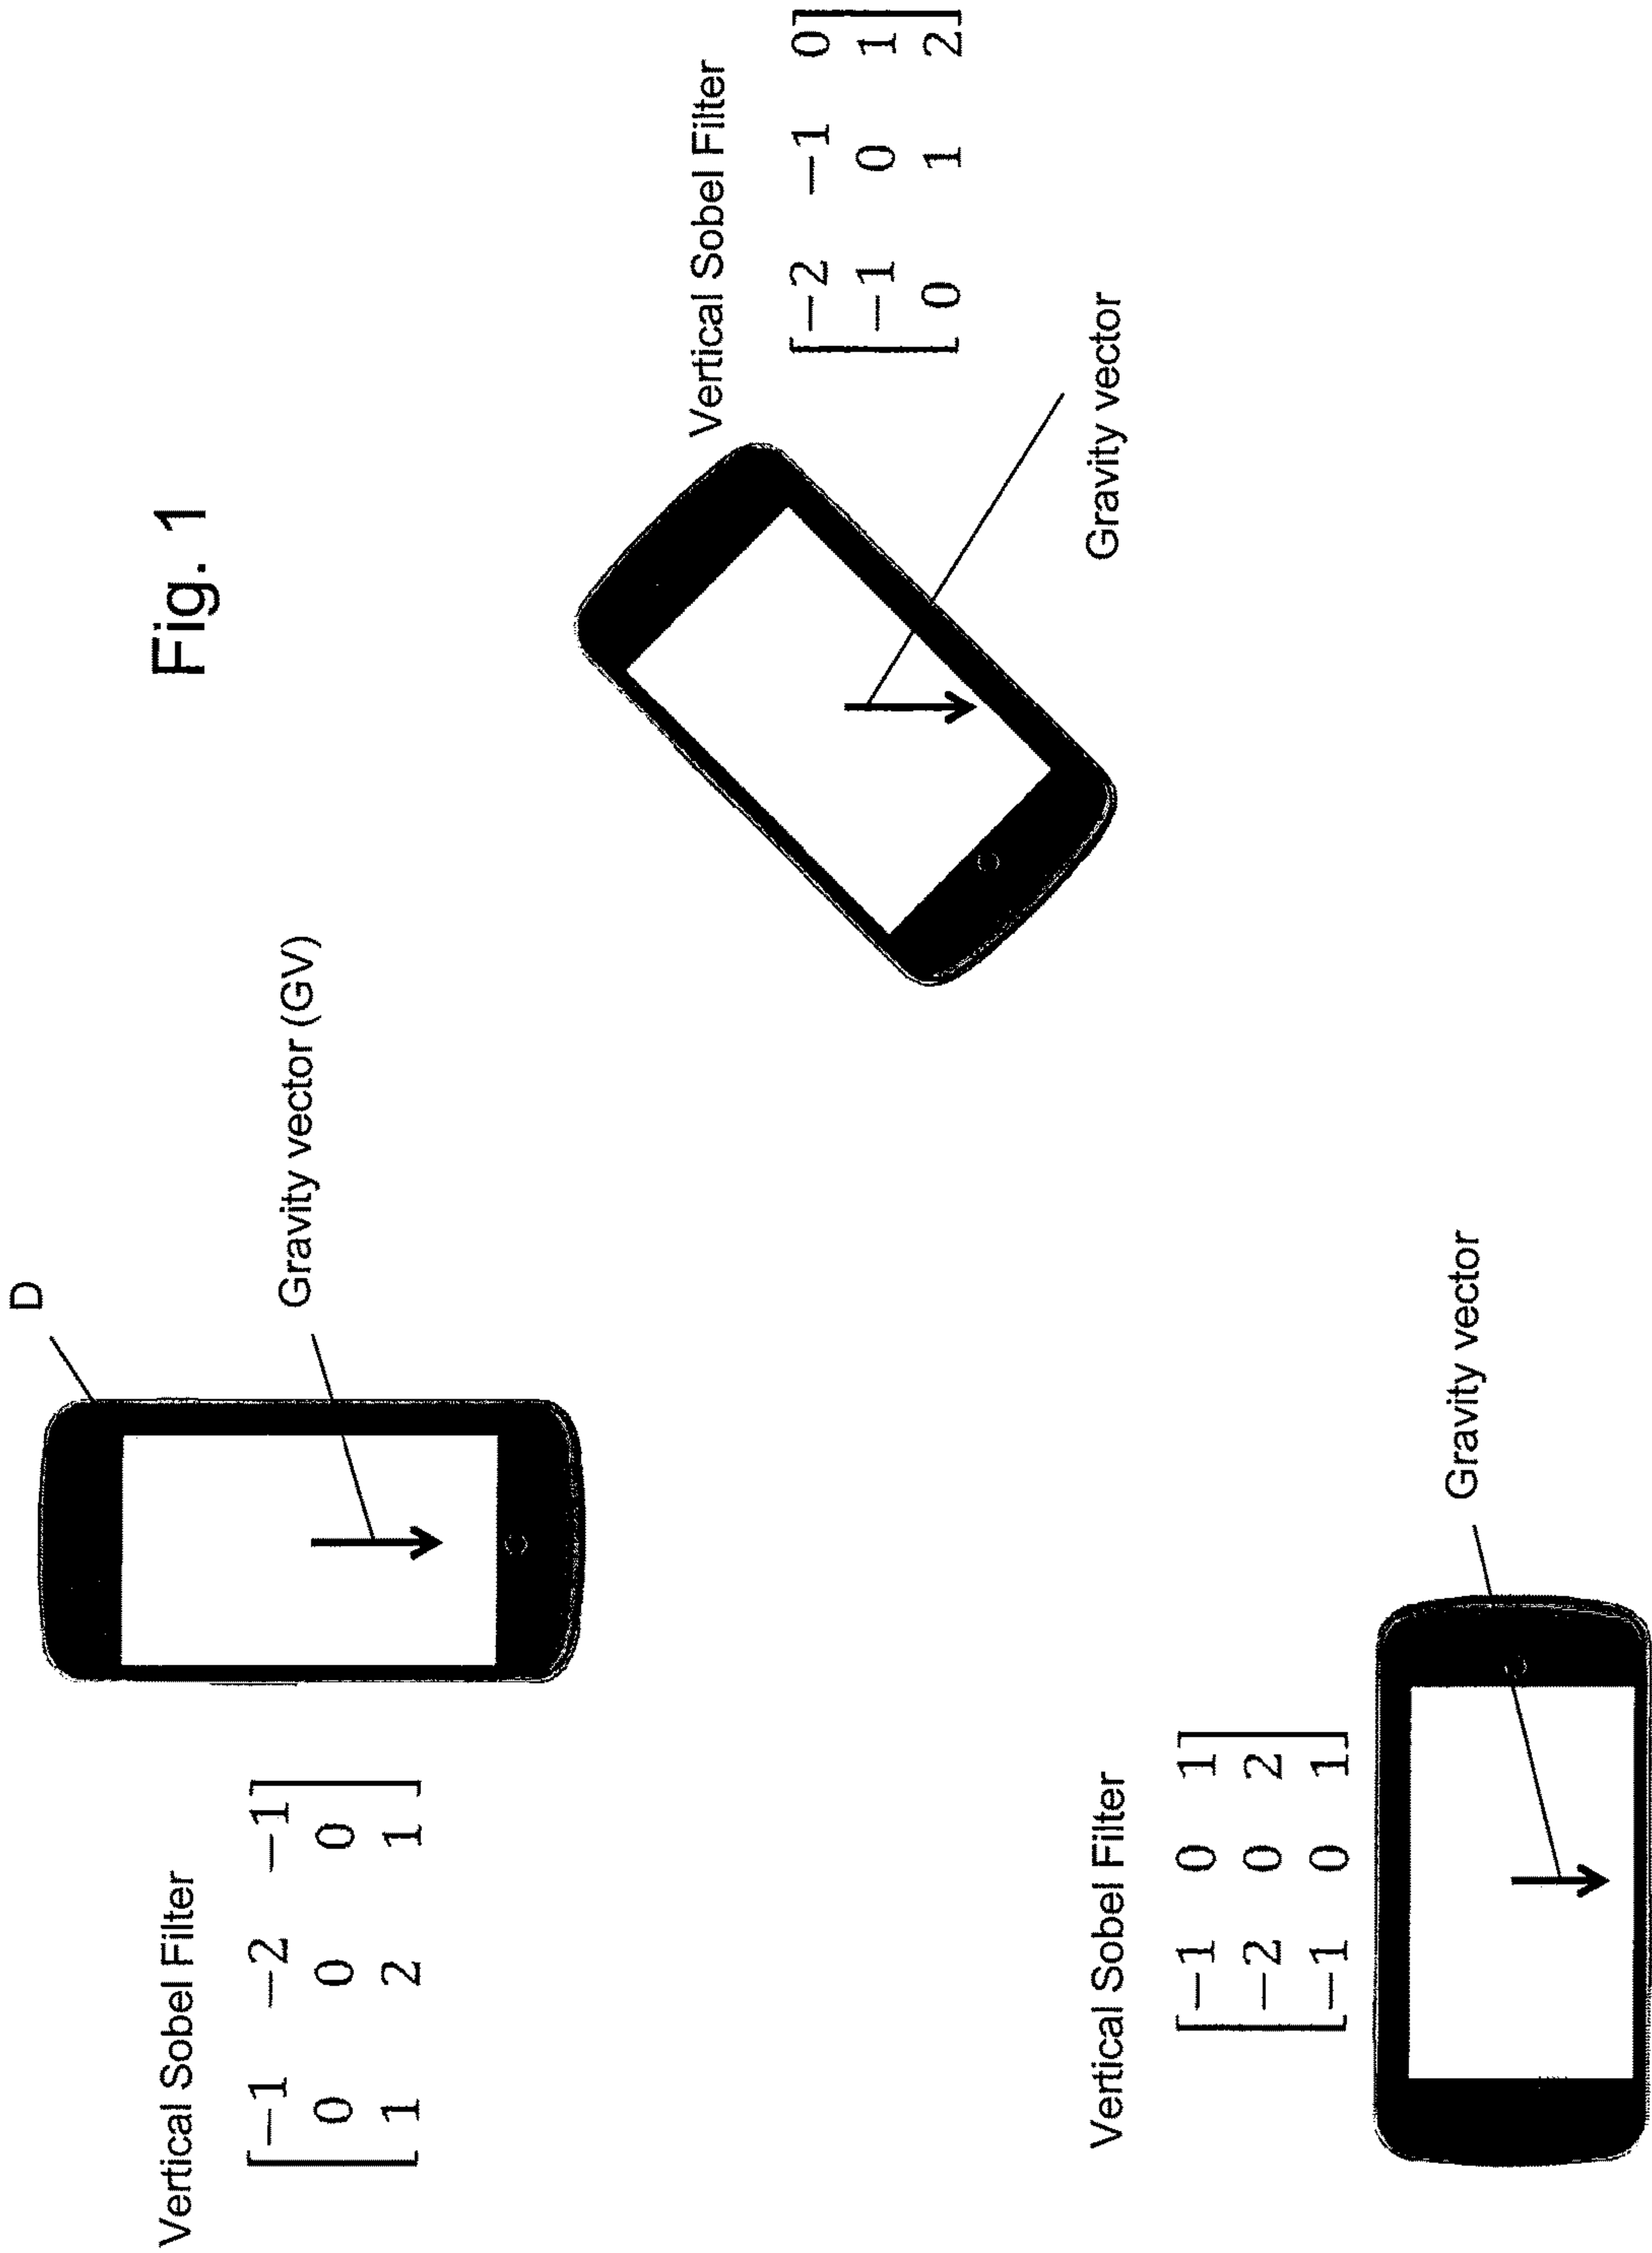 Fig. 1
D
Vertical Sobel Filter
Gravity vector (GV)
[-1 -2 -1]
[0 0 0]
[1 2 1]
Vertical Sobel Filter
[-2 -1 0]
[-1 0 1]
[0 1 2]
Gravity vector
Vertical Sobel Filter
[-1 0 1]
[-2 0 2]
[-1 0 1]
Gravity vector